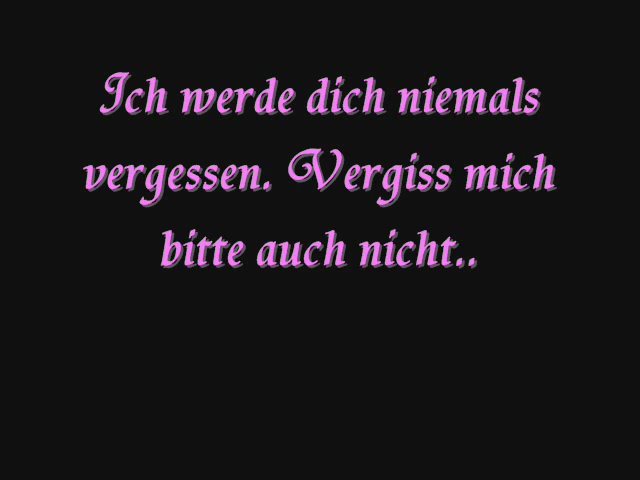 Ich werde dich niemals
vergessen. Vergiss mich
bitte auch nicht..